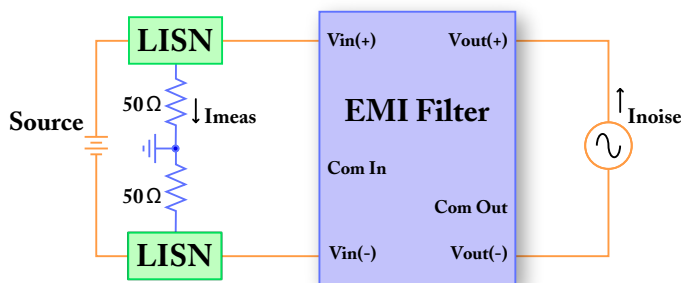 LISN
Vin(+)
Vout(+)
50Ω
Imeas
EMI Filter
Source
Inoise
Com In
50Ω
Com Out
LISN
Vin(-)
Vout(-)